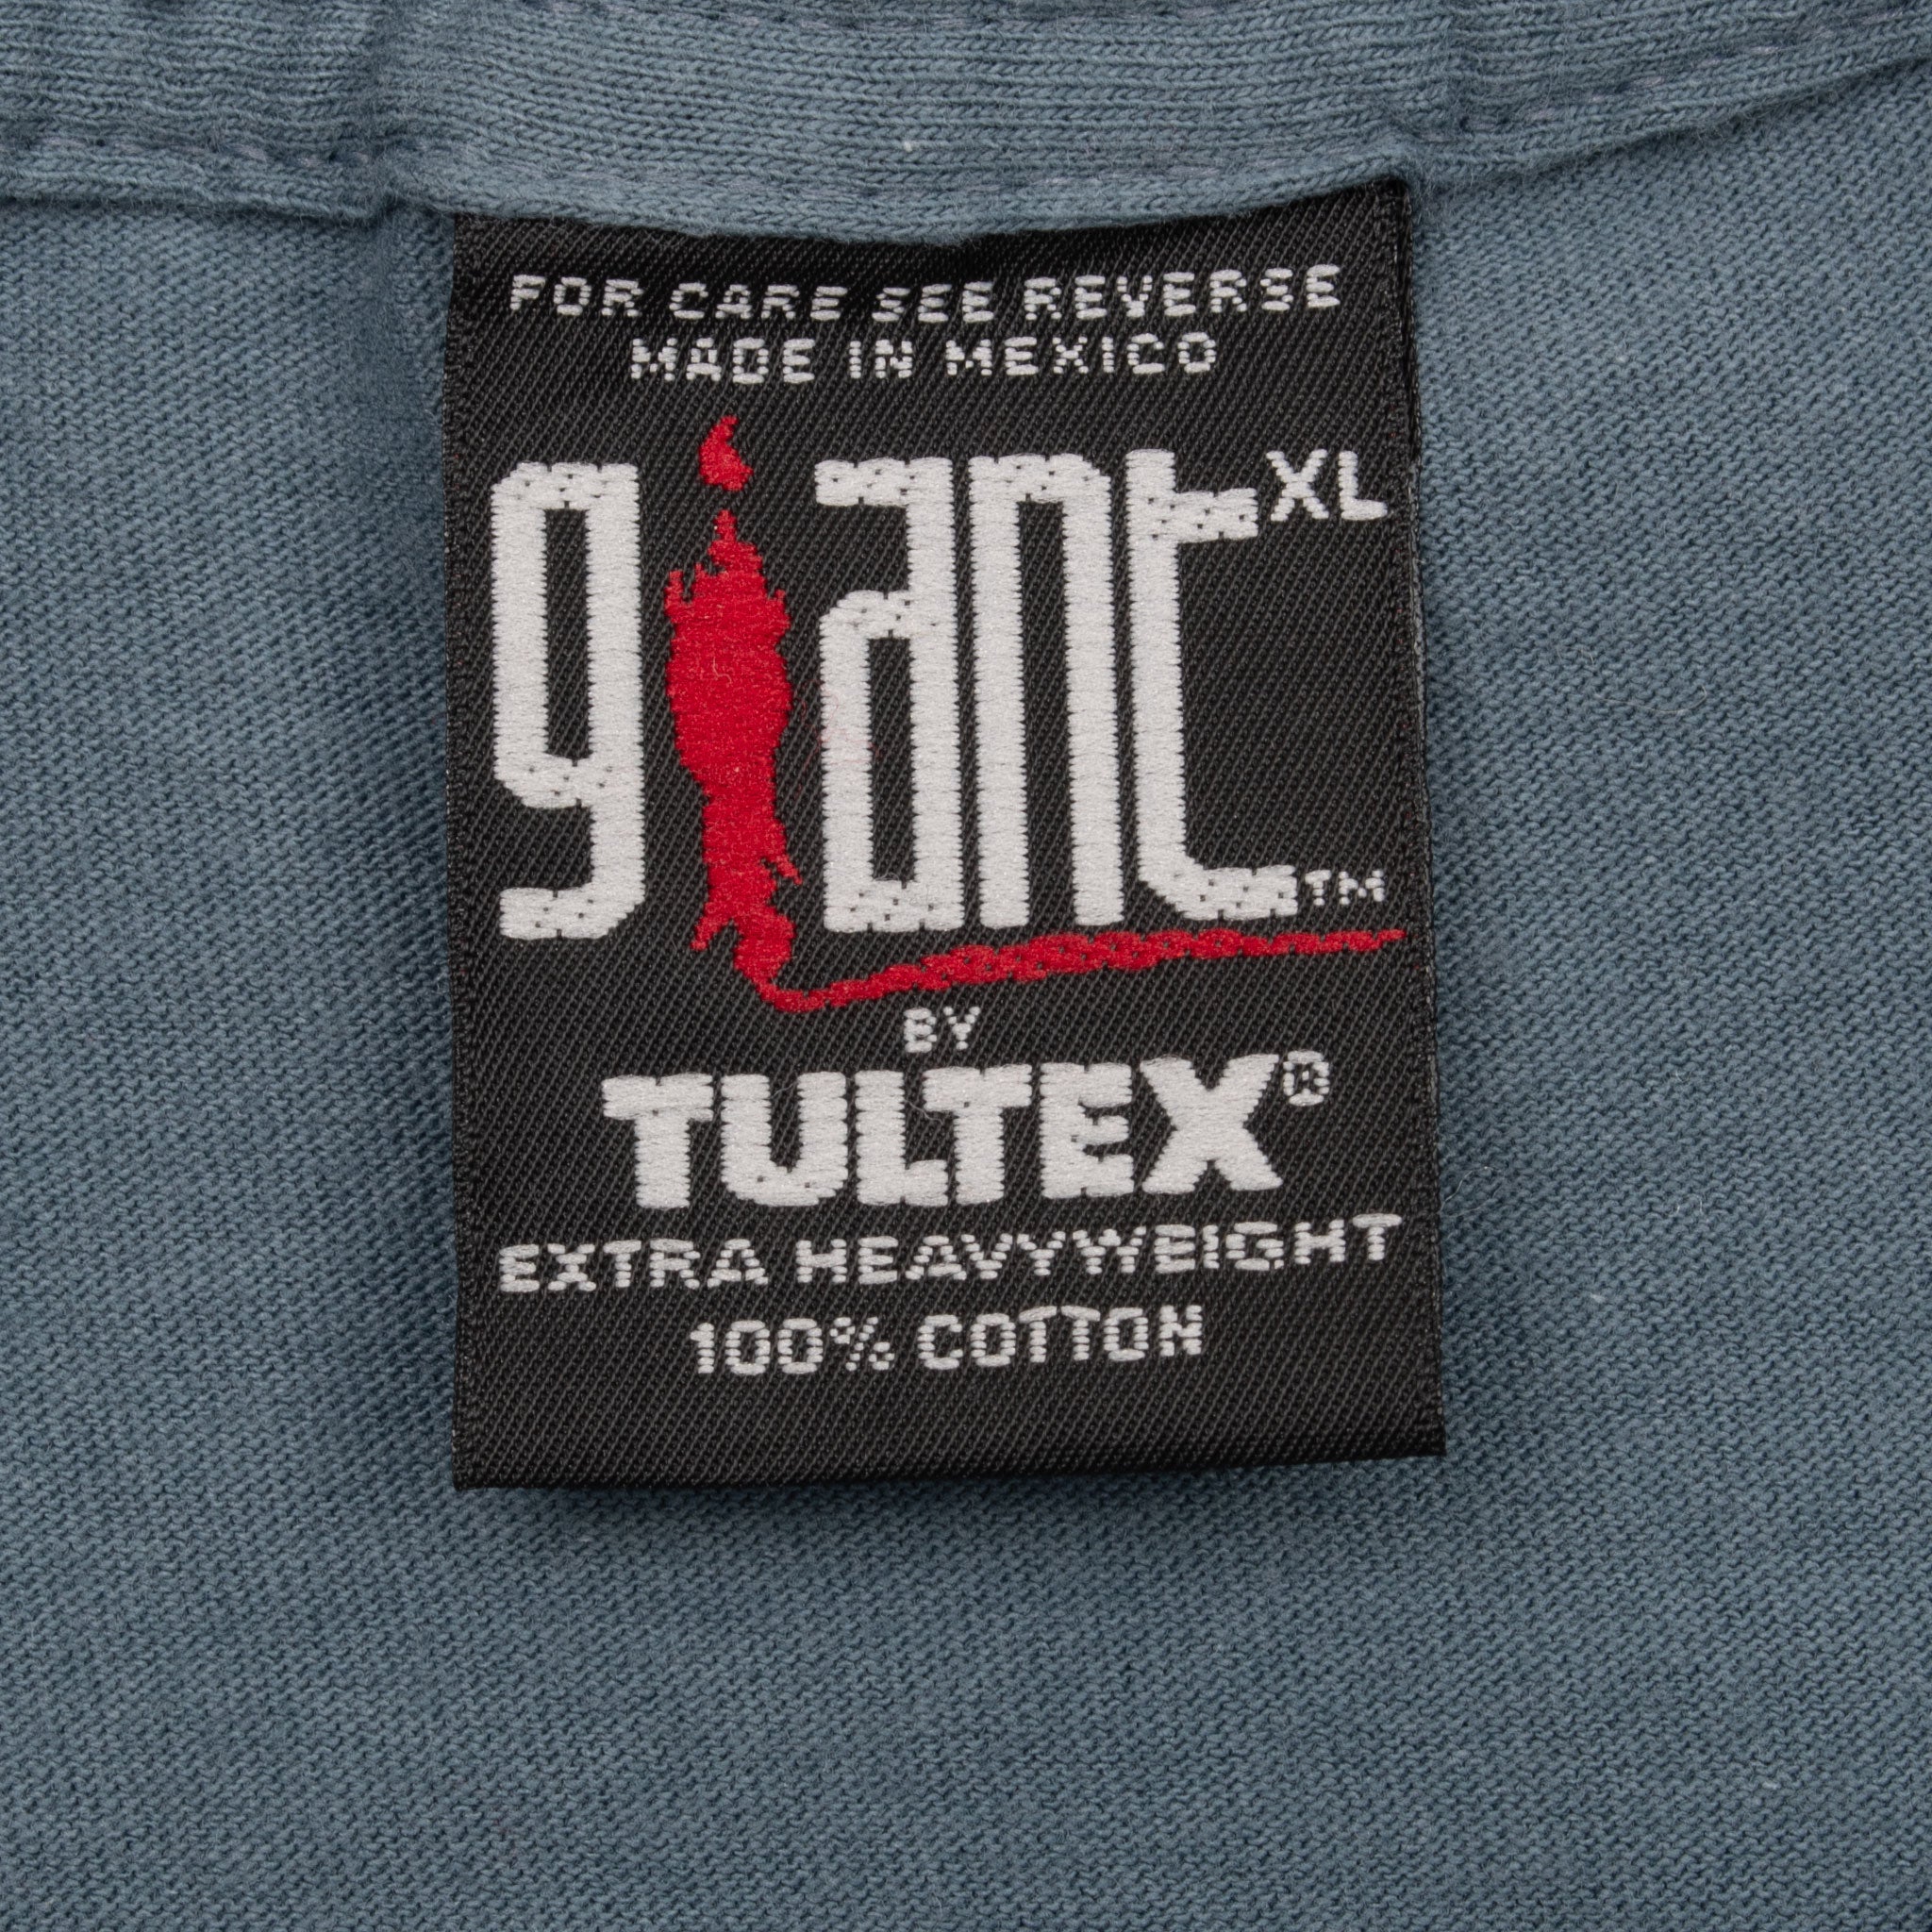 FOR CARE SEE REVERSE
MADE IN MEXICO
giant XL
™
BY
TULTEX®
EXTRA HEAVYWEIGHT
100% COTTON